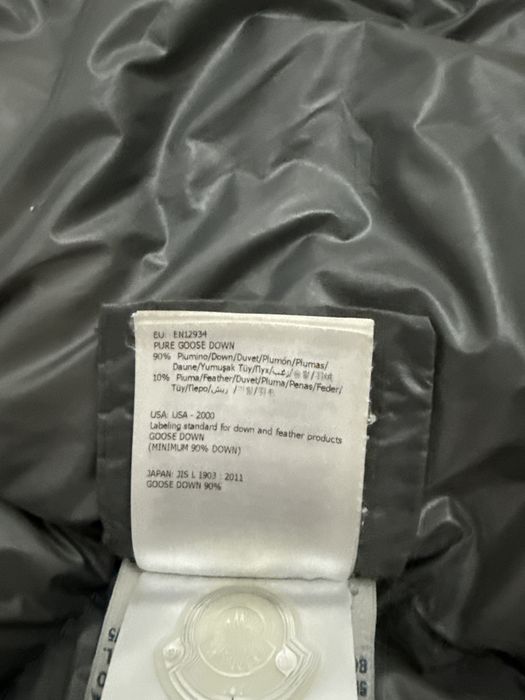 EU: EN12934
PURE GOOSE DOWN
90% Piumino/Down/Duvet/Plumón/Plumas/
Daune/Yumuşak Tüy/Пух/زغب/
10% Piuma/Feather/Duvet/Pluma/Penas/Feder/
Tüy/Перо/ريش/
USA: USA - 2000
Labeling standard for down and feather products
GOOSE DOWN
(MINIMUM 90% DOWN)
JAPAN: JIS L 1903 : 2011
GOOSE DOWN 90%